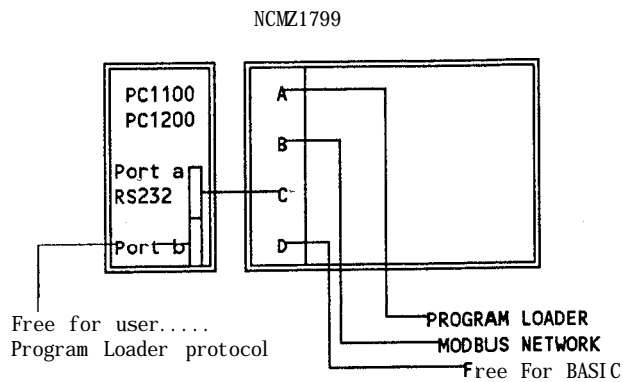 NCMZ1799
PC1100
PC1200
Port a
RS232
Port b
A
B
C
D
Free for user.....
Program Loader protocol
PROGRAM LOADER
MODBUS NETWORK
Free For BASIC